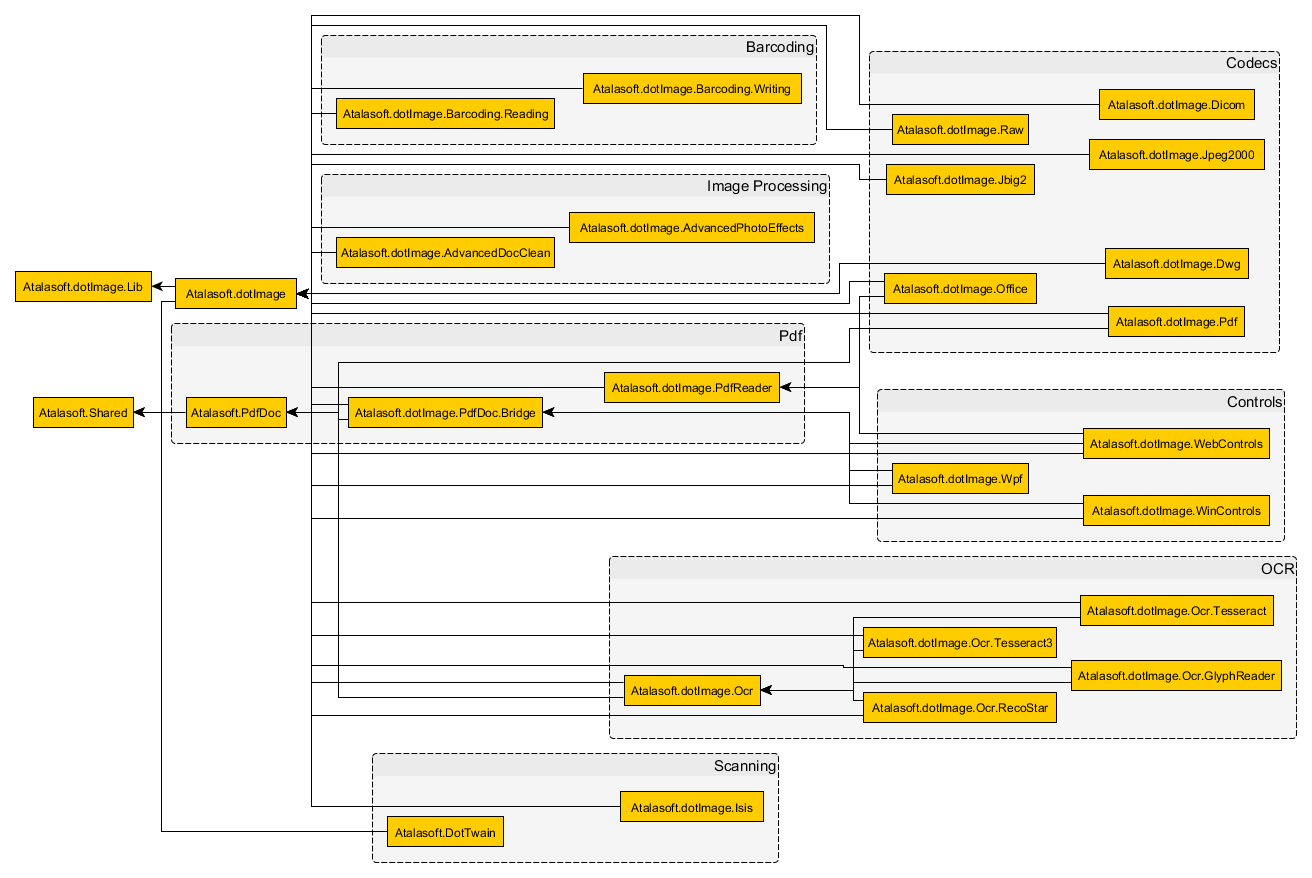 Barcoding
Atalasoft.dotImage.Barcoding.Writing
Atalasoft.dotImage.Barcoding.Reading
Codecs
Atalasoft.dotImage.Dicom
Atalasoft.dotImage.Raw
Atalasoft.dotImage.Jpeg2000
Atalasoft.dotImage.Jbig2
Atalasoft.dotImage.Dwg
Atalasoft.dotImage.Office
Atalasoft.dotImage.Pdf
Image Processing
Atalasoft.dotImage.AdvancedPhotoEffects
Atalasoft.dotImage.AdvancedDocClean
Atalasoft.dotImage.Lib
Atalasoft.dotImage
Pdf
Atalasoft.dotImage.PdfReader
Atalasoft.Shared
Atalasoft.PdfDoc
Atalasoft.dotImage.PdfDoc.Bridge
Controls
Atalasoft.dotImage.WebControls
Atalasoft.dotImage.Wpf
Atalasoft.dotImage.WinControls
OCR
Atalasoft.dotImage.Ocr.Tesseract
Atalasoft.dotImage.Ocr.Tesseract3
Atalasoft.dotImage.Ocr.GlyphReader
Atalasoft.dotImage.Ocr
Atalasoft.dotImage.Ocr.RecoStar
Scanning
Atalasoft.dotImage.Isis
Atalasoft.DotTwain